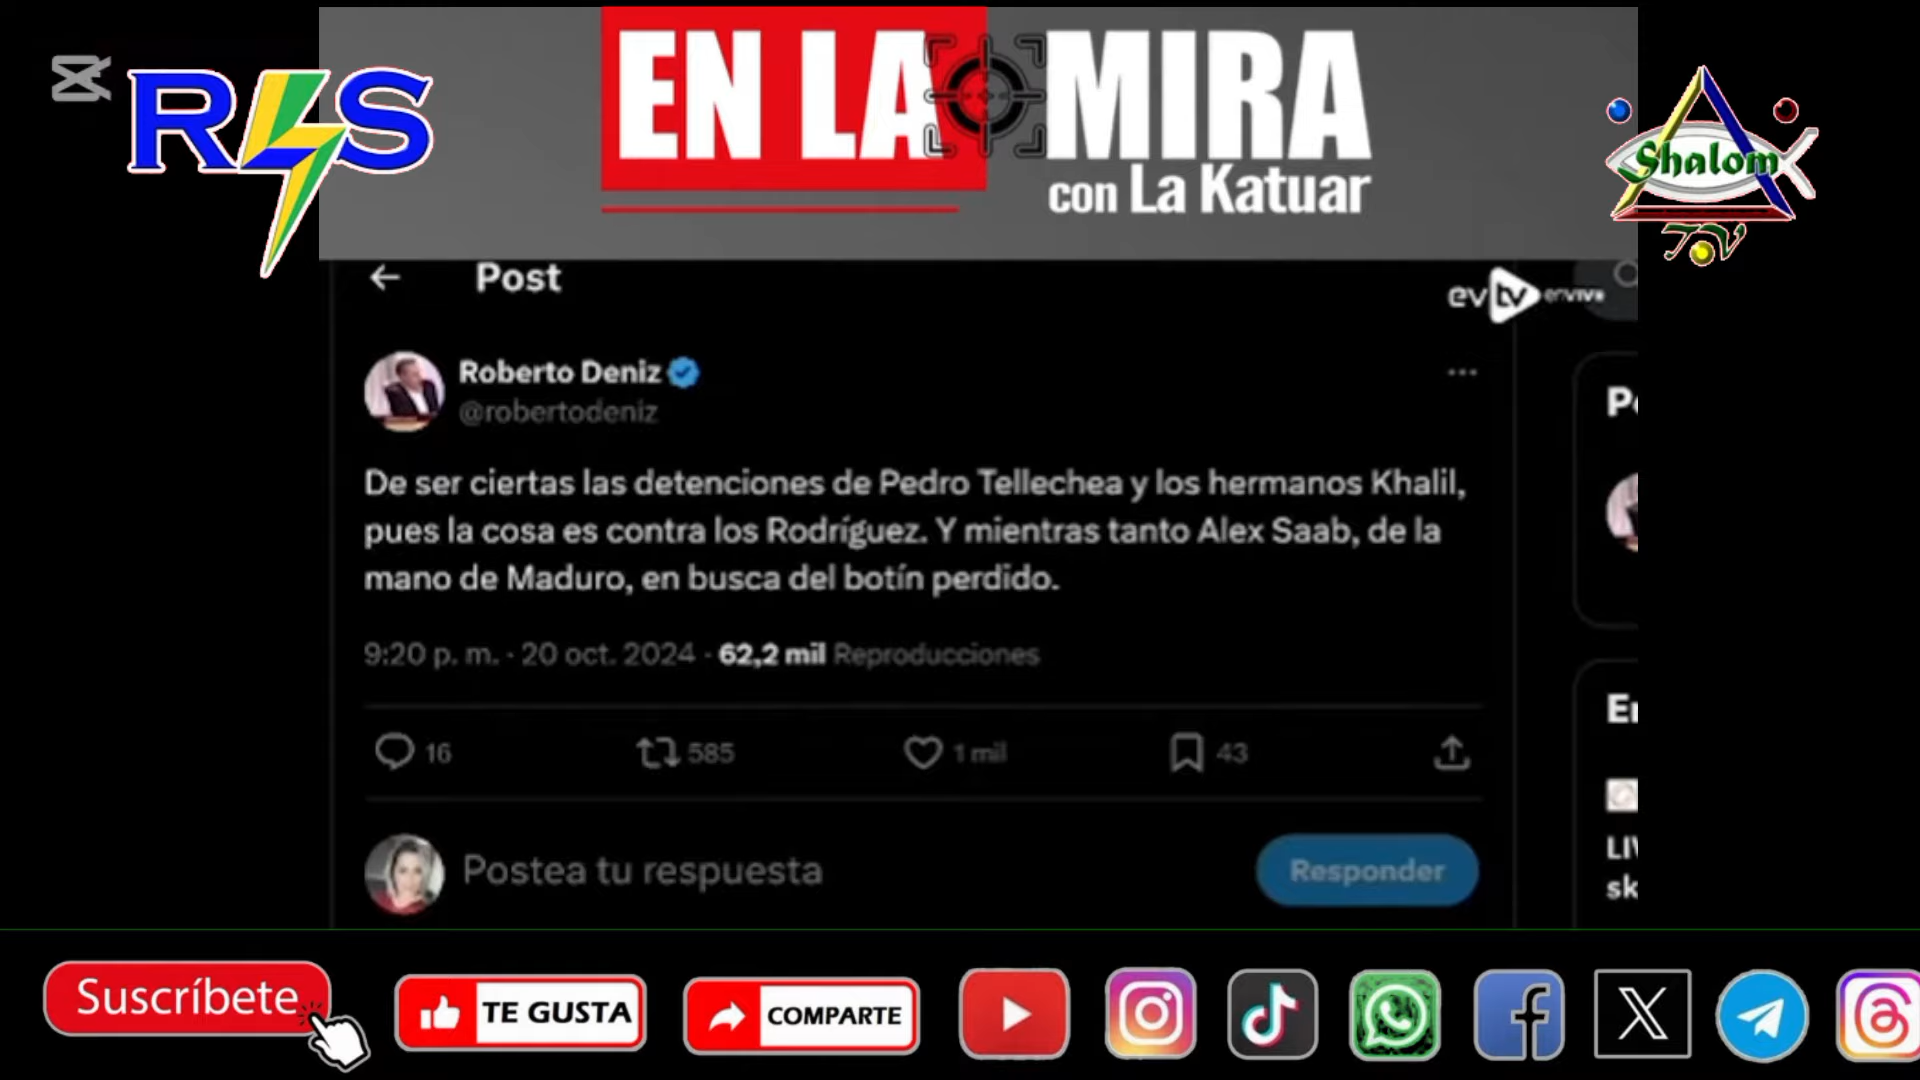 RS
EN LA MIRA
con La Katuar
Shalom
TV
Post
evtv envivo
Roberto Deniz
@robertodeniz
De ser ciertas las detenciones de Pedro Tellechea y los hermanos Khalil,
pues la cosa es contra los Rodríguez. Y mientras tanto Alex Saab, de la
mano de Maduro, en busca del botín perdido.
9:20 p. m. · 20 oct. 2024 · 62,2 mil Reproducciones
16 585 1 mil 43
Postea tu respuesta
Responder
Suscríbete
TE GUSTA
COMPARTE